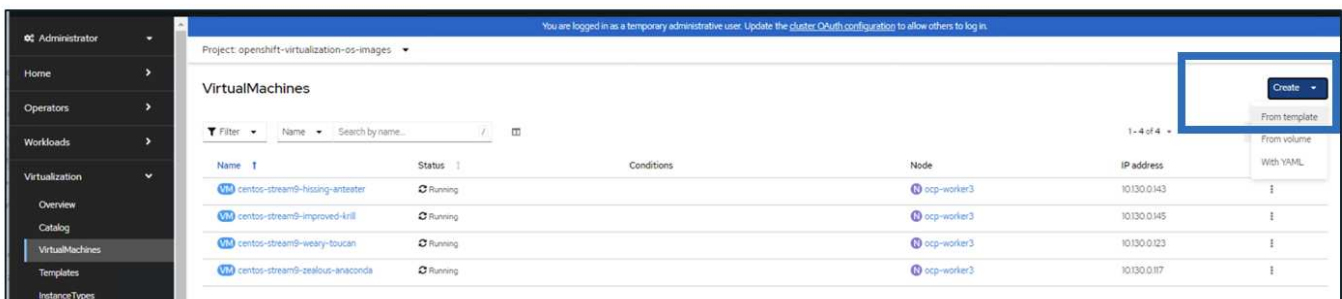 You are logged in as a temporary administrative user. Update the cluster OAuth configuration to allow others to log in.
Administrator
Home
Operators
Workloads
Virtualization
Overview
Catalog
VirtualMachines
Templates
InstanceTypes
Project: openshift-virtualization-os-images
VirtualMachines
Create
From template
From volume
With YAML
Filter Name Search by name... / 1 - 4 of 4
Name Status Conditions Node IP address
VM centos-stream9-hissing-anteater Running N ocp-worker3 10.130.0.143
VM centos-stream9-improved-krill Running N ocp-worker3 10.130.0.145
VM centos-stream9-weary-toucan Running N ocp-worker3 10.130.0.123
VM centos-stream9-zealous-anaconda Running N ocp-worker3 10.130.0.117